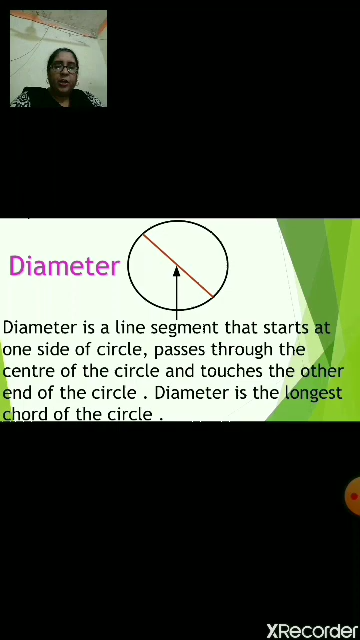 Diameter
Diameter is a line segment that starts at
one side of circle, passes through the
centre of the circle and touches the other
end of the circle . Diameter is the longest
chord of the circle .
XRecorder